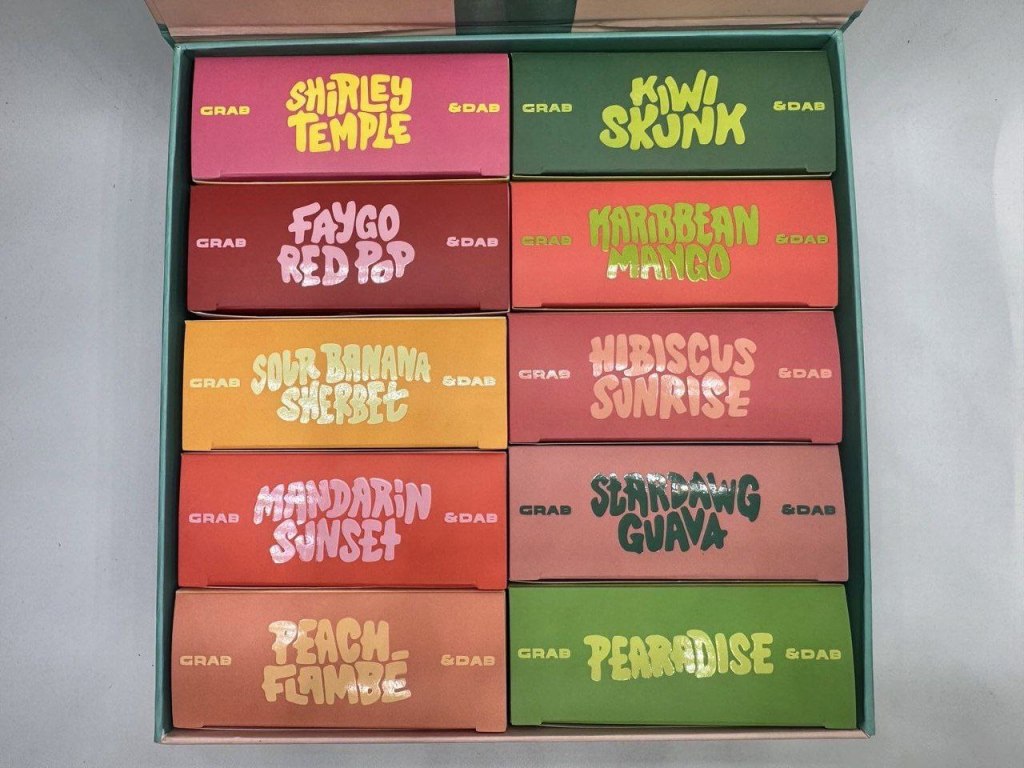 GRAB SHiRLEY TEMPLE &DAB
GRAB KiWI SKUNK &DAB
GRAB FAYGO RED POP &DAB
GRAB KARiBBEAN MANGO &DAB
GRAB SOUR BANANA SHERBEt &DAB
GRAB HIBISCUS SUNRISE &DAB
GRAB MANDARiN SUNSEt &DAB
GRAB StARDAWG GUAVA &DAB
GRAB PEACH FLAMBÉ &DAB
GRAB PEARADISE &DAB